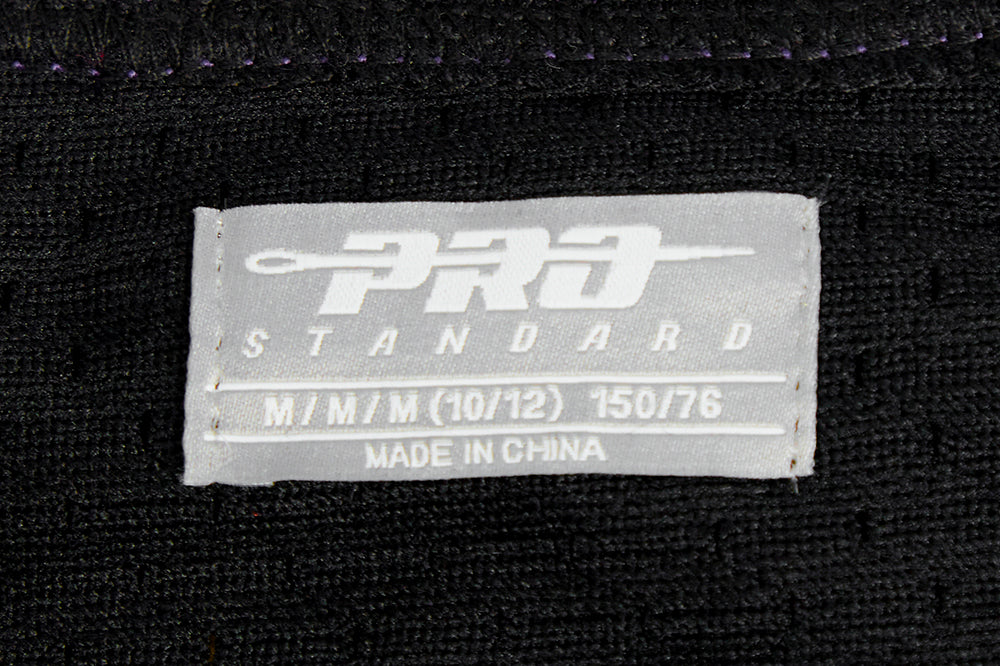 PRO
STANDARD
M/M/M (10/12) 150/76
MADE IN CHINA